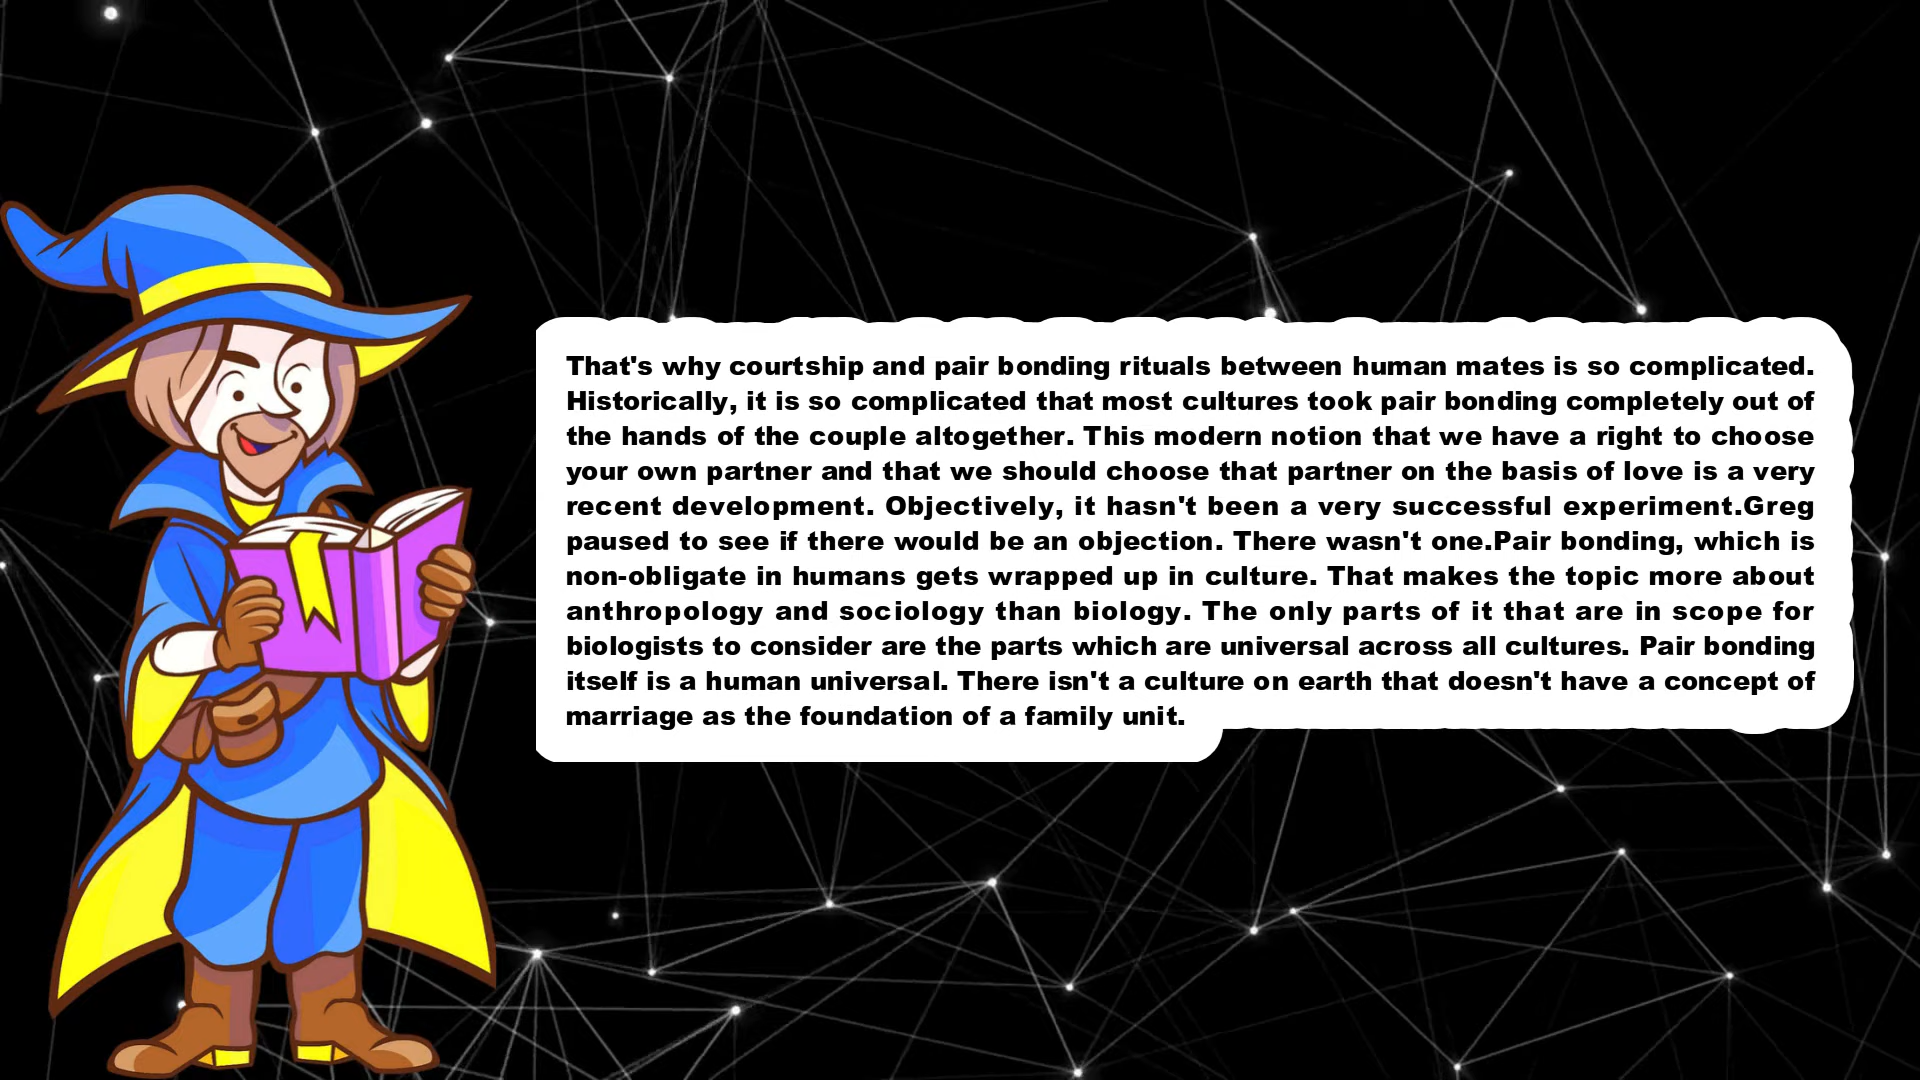 That's why courtship and pair bonding rituals between human mates is so complicated.
Historically, it is so complicated that most cultures took pair bonding completely out of
the hands of the couple altogether. This modern notion that we have a right to choose
your own partner and that we should choose that partner on the basis of love is a very
recent development. Objectively, it hasn't been a very successful experiment.Greg
paused to see if there would be an objection. There wasn't one.Pair bonding, which is
non-obligate in humans gets wrapped up in culture. That makes the topic more about
anthropology and sociology than biology. The only parts of it that are in scope for
biologists to consider are the parts which are universal across all cultures. Pair bonding
itself is a human universal. There isn't a culture on earth that doesn't have a concept of
marriage as the foundation of a family unit.